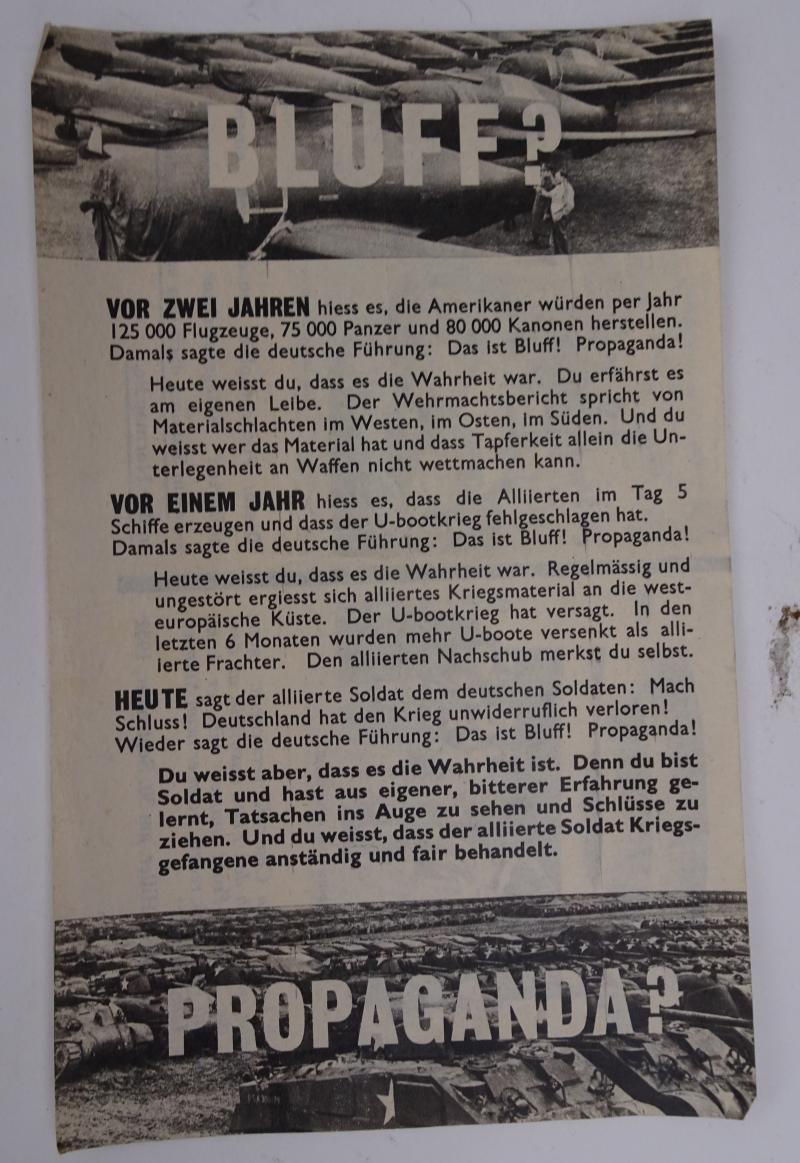 BLUFF?
VOR ZWEI JAHREN hiess es, die Amerikaner würden per Jahr
125 000 Flugzeuge, 75 000 Panzer und 80 000 Kanonen herstellen.
Damals sagte die deutsche Führung: Das ist Bluff! Propaganda!
Heute weisst du, dass es die Wahrheit war. Du erfährst es
am eigenen Leibe. Der Wehrmachtsbericht spricht von
Materialschlachten im Westen, im Osten, im Süden. Und du
weisst wer das Material hat und dass Tapferkeit allein die Un-
terlegenheit an Waffen nicht wettmachen kann.
VOR EINEM JAHR hiess es, dass die Alliierten im Tag 5
Schiffe erzeugen und dass der U-bootkrieg fehlgeschlagen hat.
Damals sagte die deutsche Führung: Das ist Bluff! Propaganda!
Heute weisst du, dass es die Wahrheit war. Regelmässig und
ungestört ergiesst sich alliiertes Kriegsmaterial an die west-
europäische Küste. Der U-bootkrieg hat versagt. In den
letzten 6 Monaten wurden mehr U-boote versenkt als alli-
ierte Frachter. Den alliierten Nachschub merkst du selbst.
HEUTE sagt der alliierte Soldat dem deutschen Soldaten: Mach
Schluss! Deutschland hat den Krieg unwiderruflich verloren!
Wieder sagt die deutsche Führung: Das ist Bluff! Propaganda!
Du weisst aber, dass es die Wahrheit ist. Denn du bist
Soldat und hast aus eigener, bitterer Erfahrung ge-
lernt, Tatsachen ins Auge zu sehen und Schlüsse zu
ziehen. Und du weisst, dass der alliierte Soldat Kriegs-
gefangene anständig und fair behandelt.
PROPAGANDA?